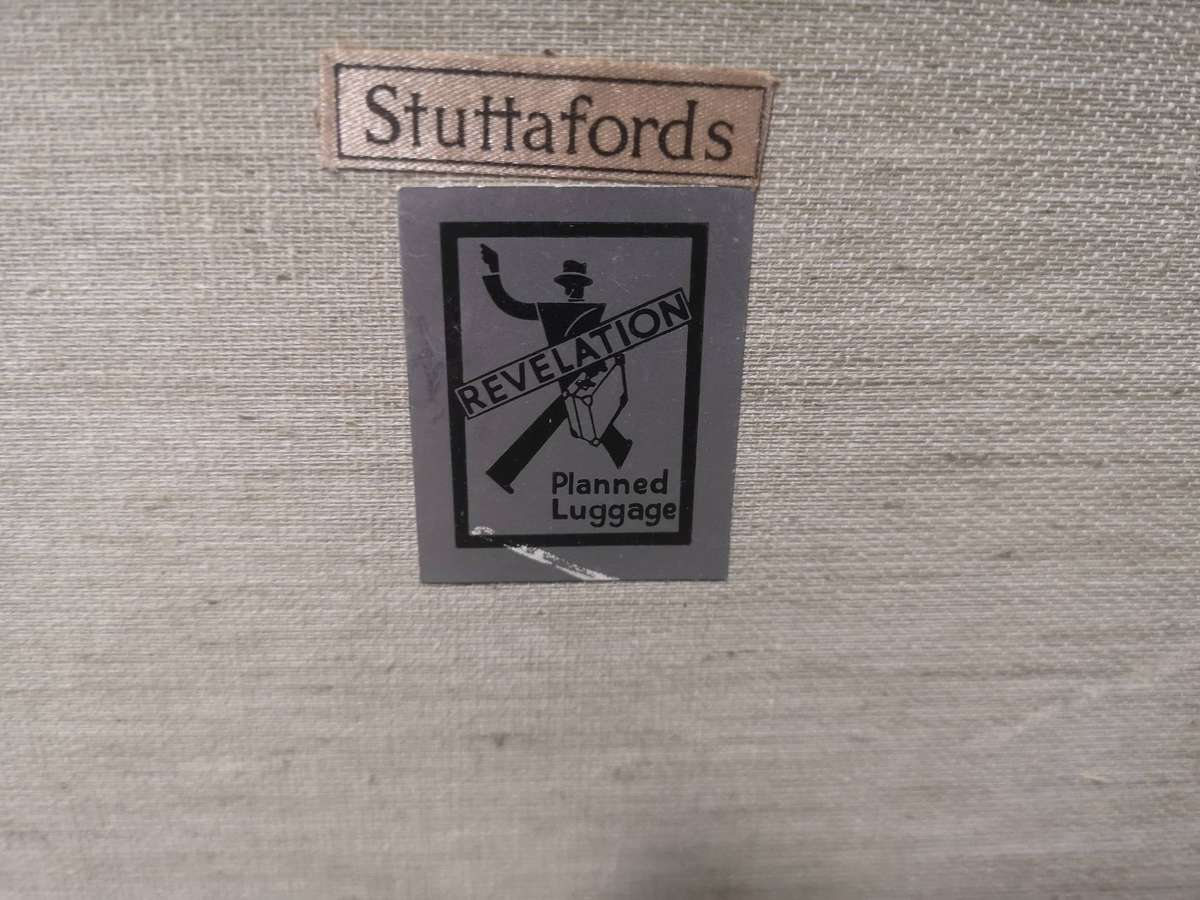 Stuttafords
REVELATION
Planned
Luggage